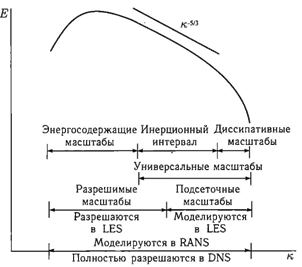 E
κ-5/3
Энергосодержащие масштабы
Инерционный интервал
Диссипативные масштабы
Универсальные масштабы
Разрешимые масштабы
Подсеточные масштабы
Разрешаются в LES
Моделируются в LES
Моделируются в RANS
Полностью разрешаются в DNS
κ